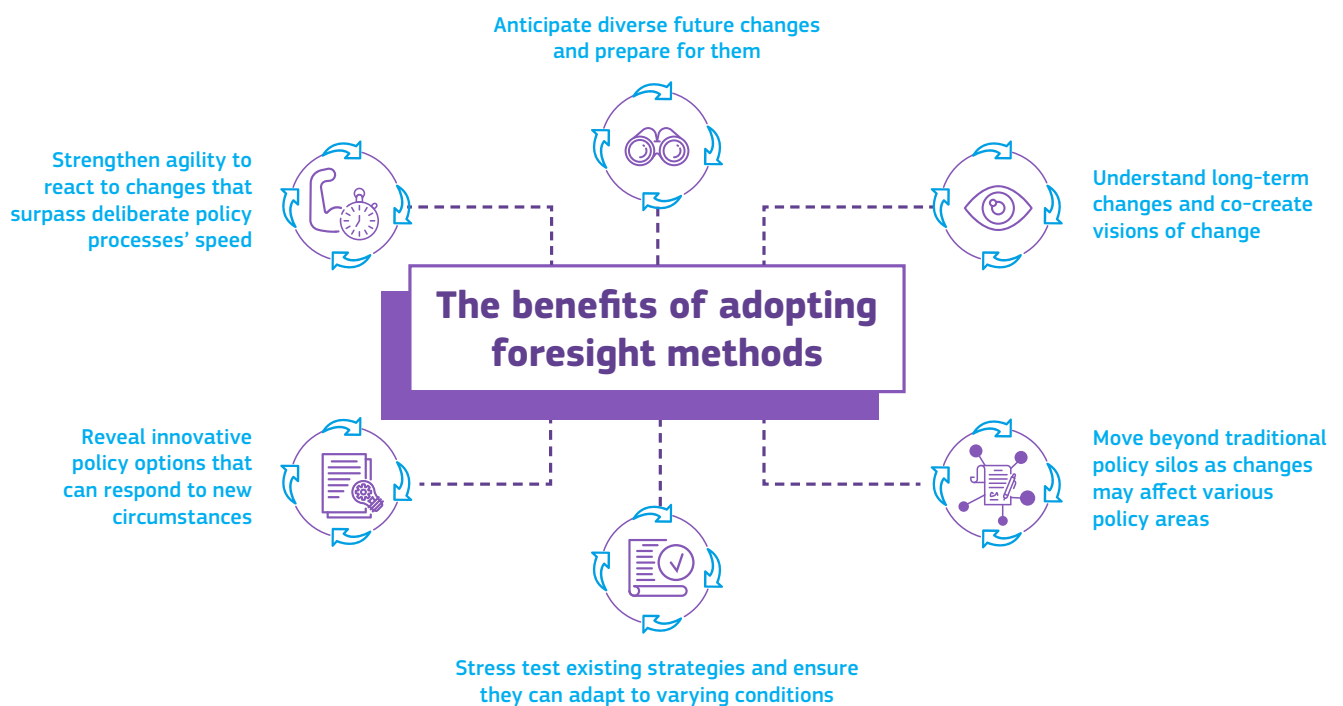 Anticipate diverse future changes
and prepare for them
Strengthen agility to
react to changes that
surpass deliberate policy
processes’ speed
Understand long-term
changes and co-create
visions of change
The benefits of adopting
foresight methods
Reveal innovative
policy options that
can respond to new
circumstances
Move beyond traditional
policy silos as changes
may affect various
policy areas
Stress test existing strategies and ensure
they can adapt to varying conditions